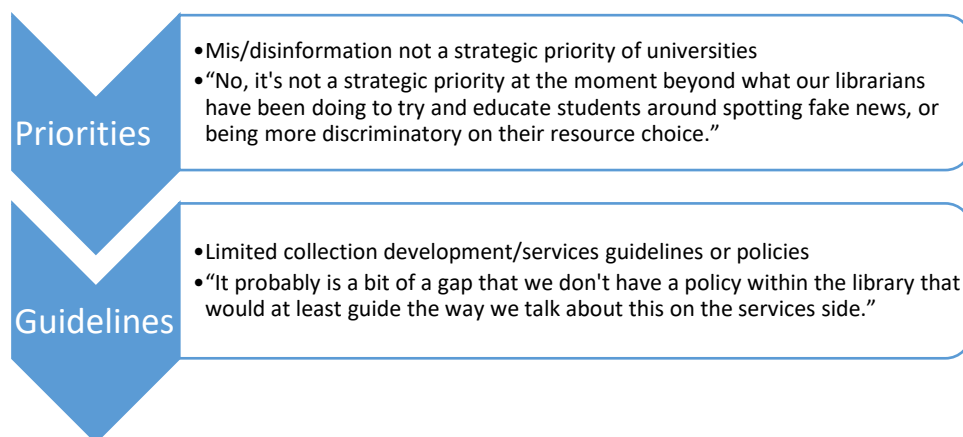 Priorities
•Mis/disinformation not a strategic priority of universities
•“No, it's not a strategic priority at the moment beyond what our librarians
have been doing to try and educate students around spotting fake news, or
being more discriminatory on their resource choice.”
Guidelines
•Limited collection development/services guidelines or policies
•“It probably is a bit of a gap that we don't have a policy within the library that
would at least guide the way we talk about this on the services side.”